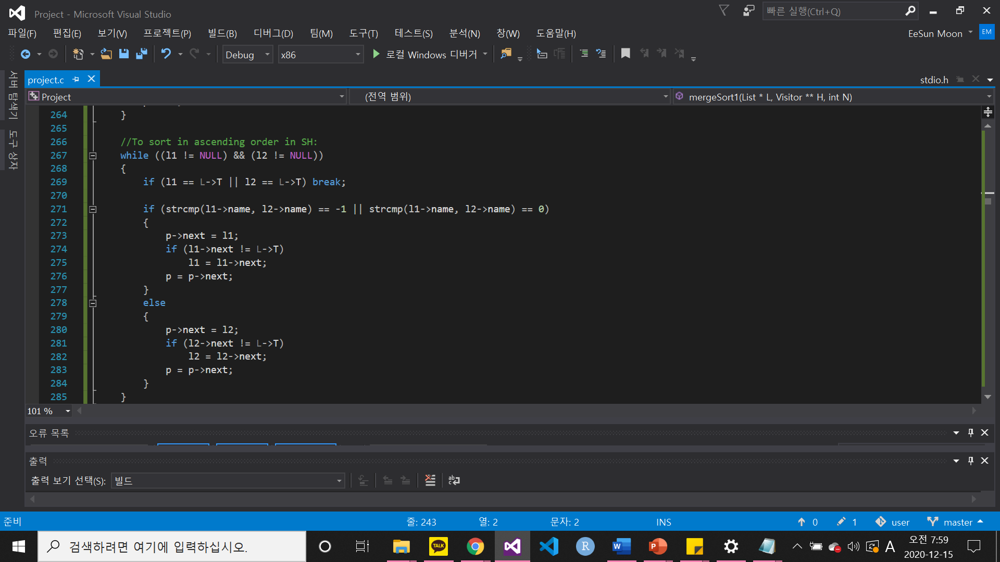 Project - Microsoft Visual Studio
빠른 실행(Ctrl+Q)
파일(F) 편집(E) 보기(V) 프로젝트(P) 빌드(B) 디버그(D) 팀(M) 도구(T) 테스트(S) 분석(N) 창(W) 도움말(H)
EeSun Moon
EM
Debug
x86
로컬 Windows 디버거
서버 탐색기
도구 상자
project.c
stdio.h
Project
(전역 범위)
mergeSort1(List * L, Visitor ** H, int N)
264 }
265
266 //To sort in ascending order in SH:
267 while ((l1 != NULL) && (l2 != NULL))
268 {
269 if (l1 == L->T || l2 == L->T) break;
270
271 if (strcmp(l1->name, l2->name) == -1 || strcmp(l1->name, l2->name) == 0)
272 {
273 p->next = l1;
274 if (l1->next != L->T)
275 l1 = l1->next;
276 p = p->next;
277 }
278 else
279 {
280 p->next = l2;
281 if (l2->next != L->T)
282 l2 = l2->next;
283 p = p->next;
284 }
285 }
101 %
오류 목록
출력
출력 보기 선택(S): 빌드
준비
줄: 243
열: 2
문자: 2
INS
0
1
user
master
검색하려면 여기에 입력하십시오.
TALK
R
W
P
A
오전 7:59
2020-12-15